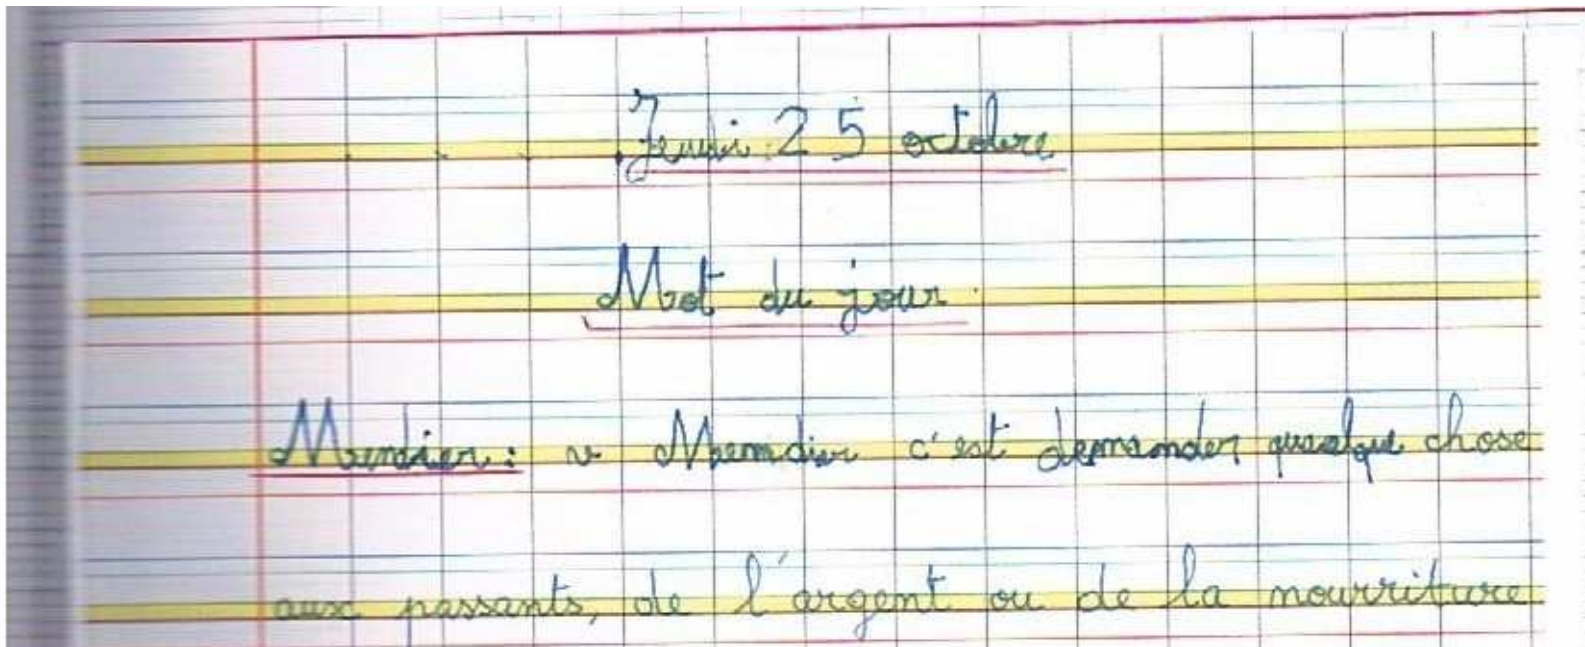 Jeudi 25 octobre
Mot du jour
Mendier : v Mendier c'est demander quelque chose
aux passants, de l'argent ou de la nourriture